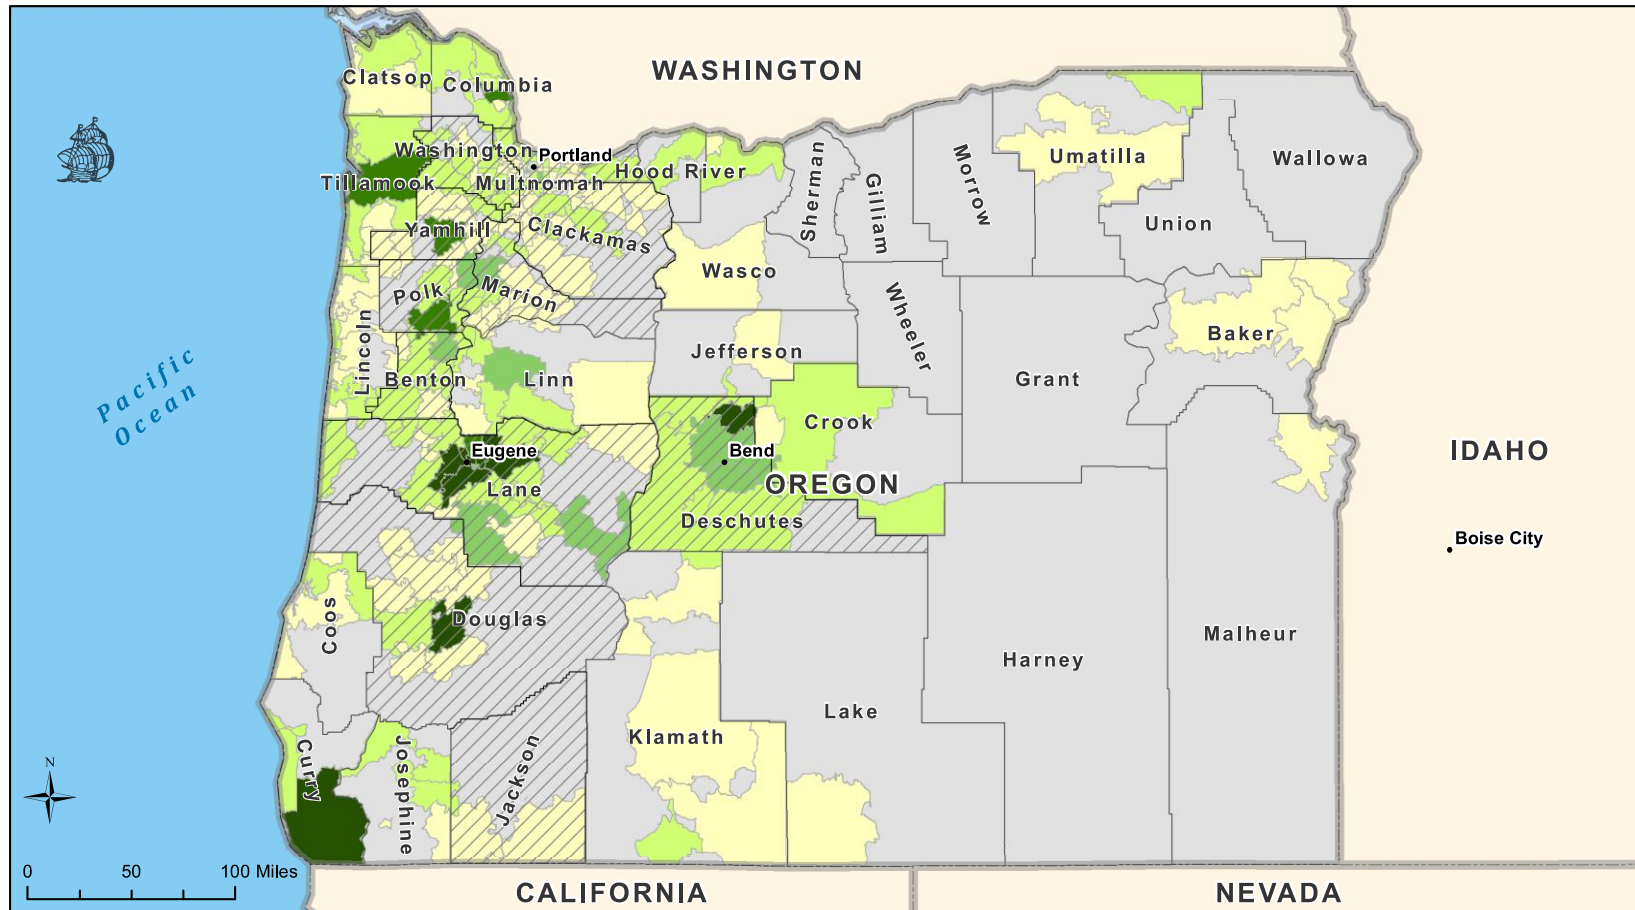 WASHINGTON
Clatsop
Columbia
Washington
Portland
Tillamook
Multnomah
Hood River
Sherman
Gilliam
Morrow
Umatilla
Wallowa
Union
Yamhill
Clackamas
Wasco
Polk
Marion
Wheeler
Lincoln
Jefferson
Baker
Benton
Linn
Grant
Pacific
Ocean
Crook
Eugene
Bend
Lane
OREGON
IDAHO
Deschutes
Boise City
Coos
Douglas
Malheur
Harney
Lake
Klamath
Curry
Josephine
Jackson
N
0 50 100 Miles
CALIFORNIA
NEVADA